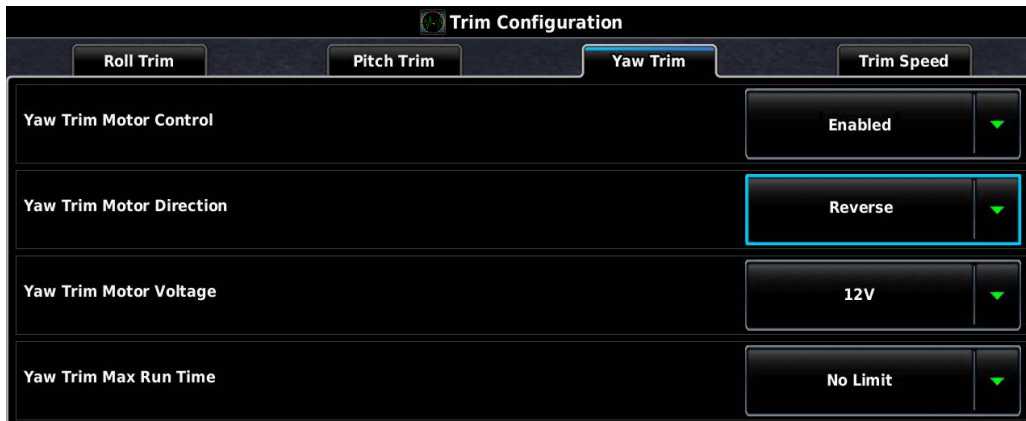 Trim Configuration
Roll Trim Pitch Trim Yaw Trim Trim Speed
Yaw Trim Motor Control Enabled
Yaw Trim Motor Direction Reverse
Yaw Trim Motor Voltage 12V
Yaw Trim Max Run Time No Limit